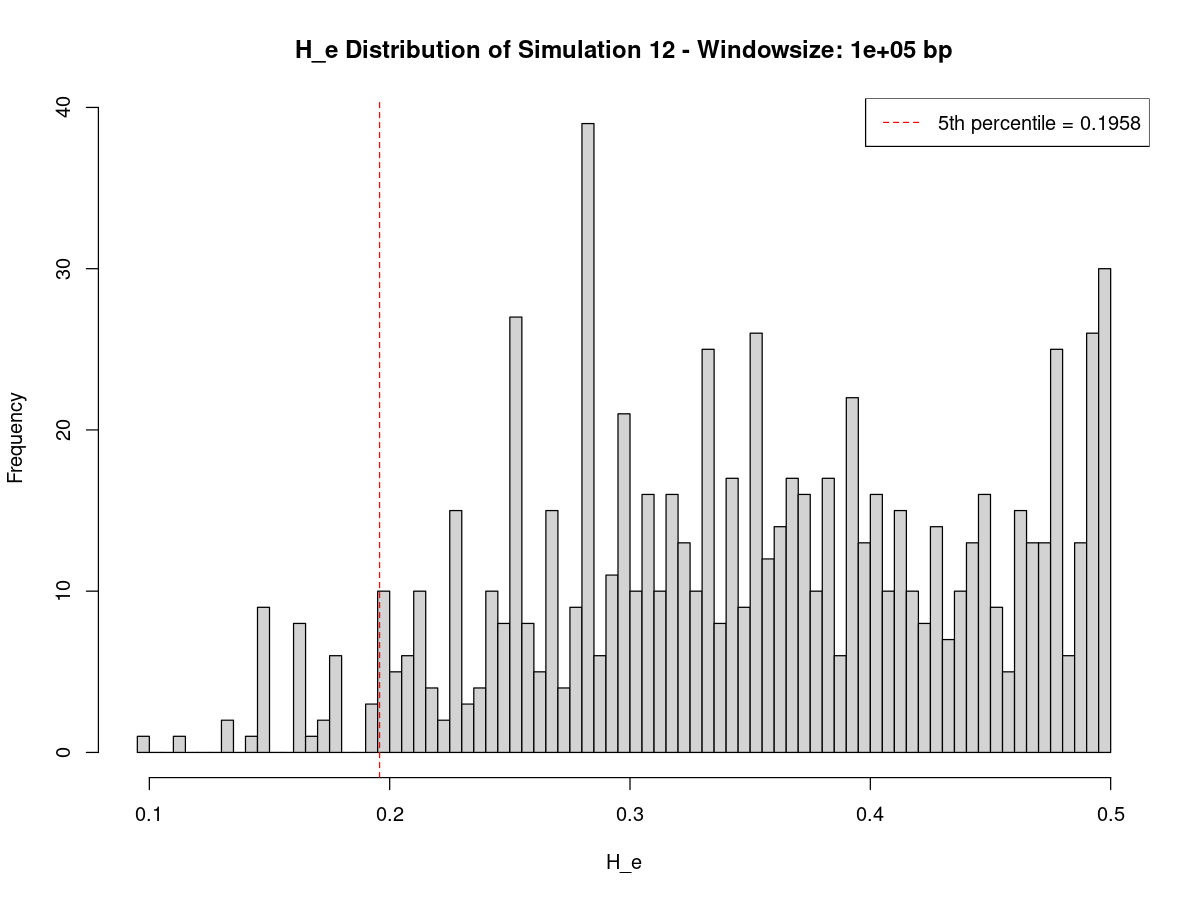 H_e Distribution of Simulation 12 - Windowsize: 1e+05 bp
5th percentile = 0.1958
Frequency
40
30
20
10
0
0.1 0.2 0.3 0.4 0.5
H_e